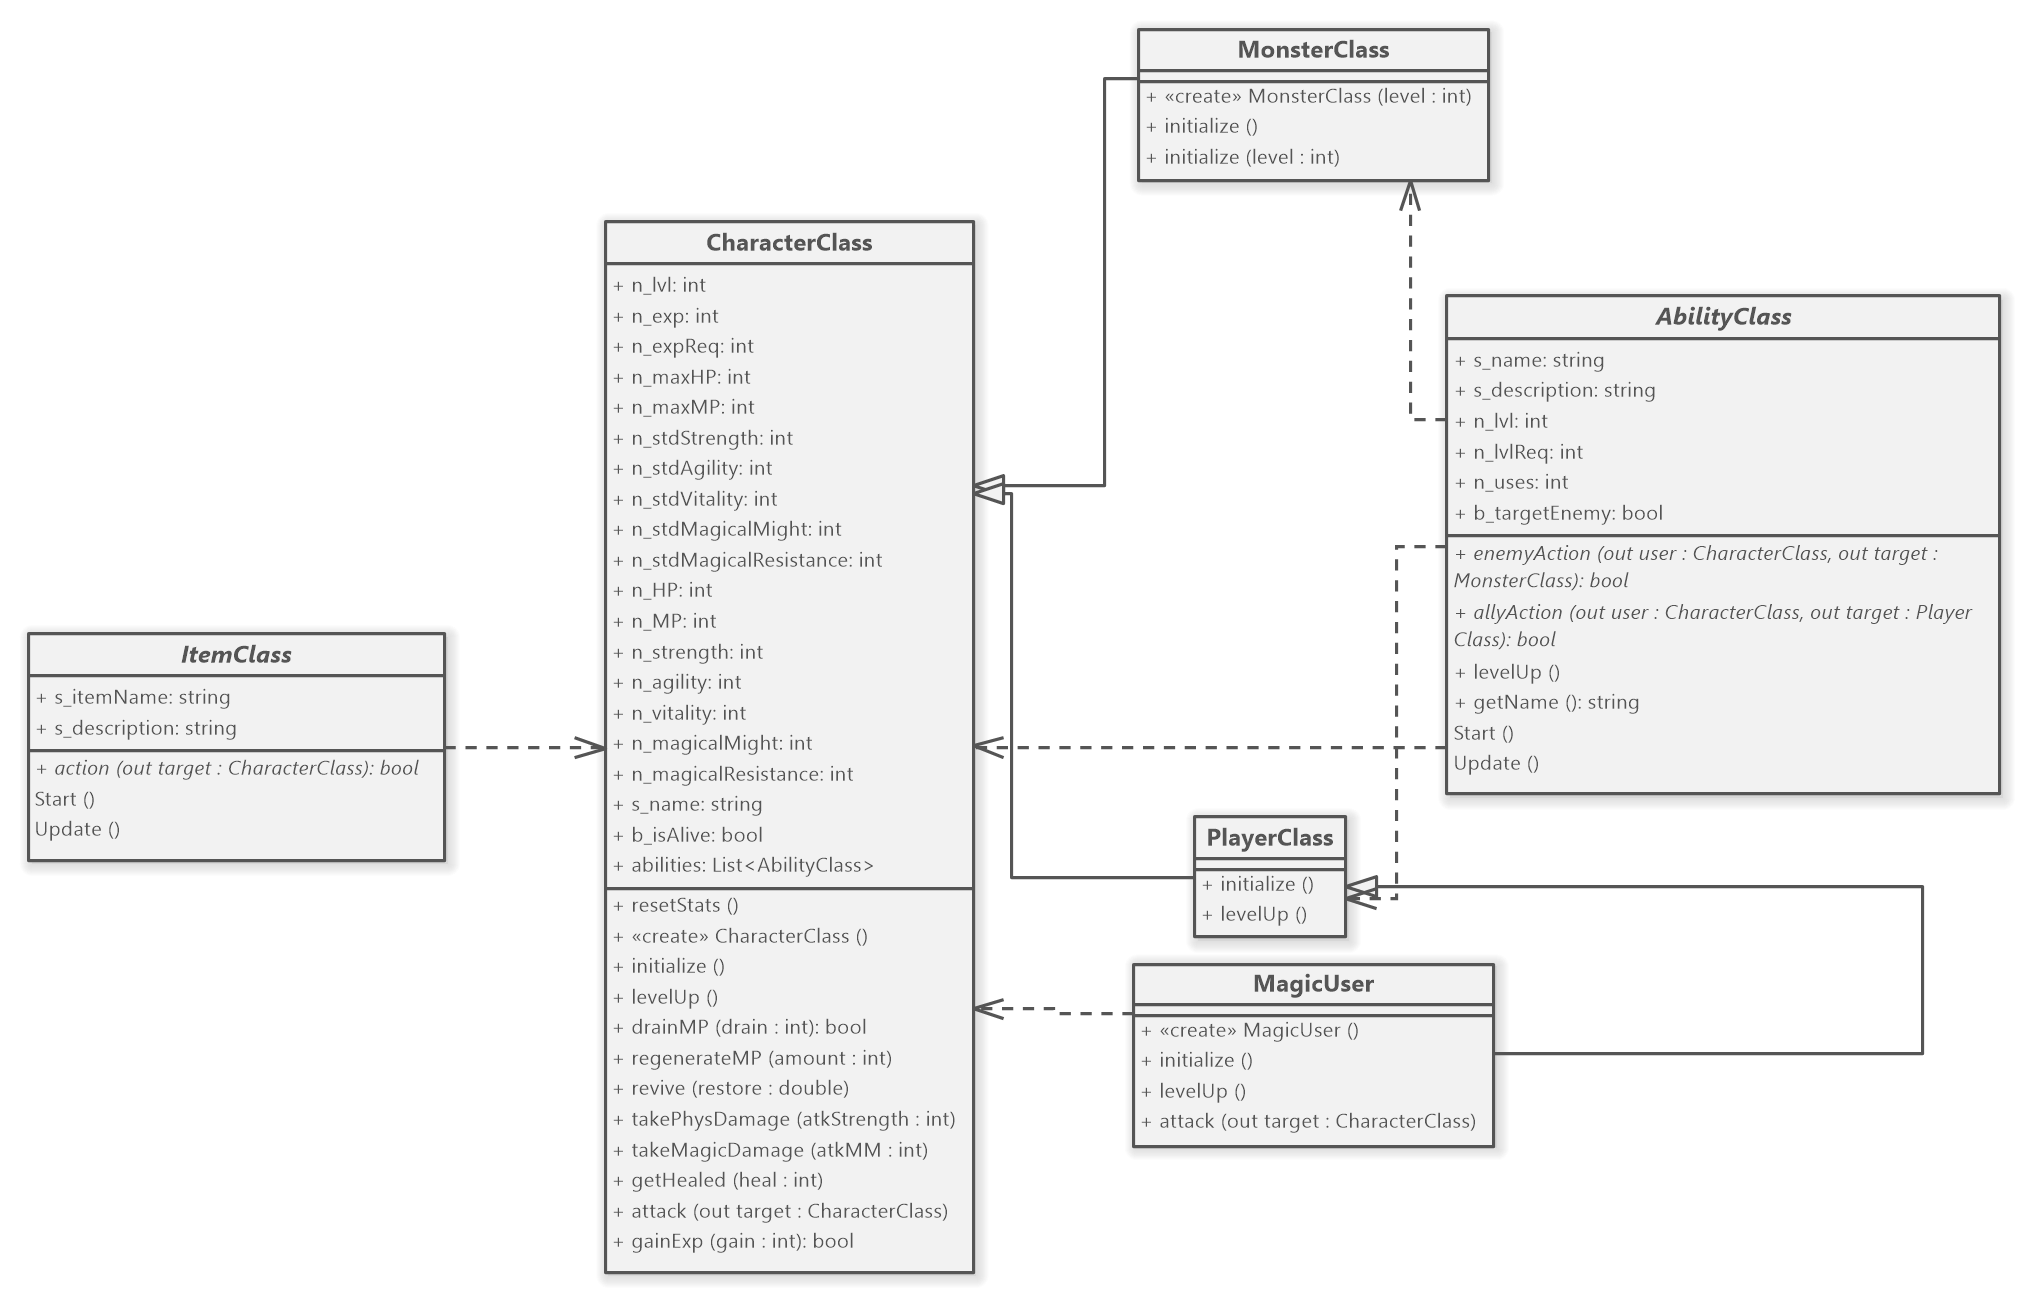 MonsterClass
+ «create» MonsterClass (level : int)
+ initialize ()
+ initialize (level : int)
CharacterClass
+ n_lvl: int
+ n_exp: int
+ n_expReq: int
+ n_maxHP: int
+ n_maxMP: int
+ n_stdStrength: int
+ n_stdAgility: int
+ n_stdVitality: int
+ n_stdMagicalMight: int
+ n_stdMagicalResistance: int
+ n_HP: int
+ n_MP: int
+ n_strength: int
+ n_agility: int
+ n_vitality: int
+ n_magicalMight: int
+ n_magicalResistance: int
+ s_name: string
+ b_isAlive: bool
+ abilities: List<AbilityClass>
+ resetStats ()
+ «create» CharacterClass ()
+ initialize ()
+ levelUp ()
+ drainMP (drain : int): bool
+ regenerateMP (amount : int)
+ revive (restore : double)
+ takePhysDamage (atkStrength : int)
+ takeMagicDamage (atkMM : int)
+ getHealed (heal : int)
+ attack (out target : CharacterClass)
+ gainExp (gain : int): bool
AbilityClass
+ s_name: string
+ s_description: string
+ n_lvl: int
+ n_lvlReq: int
+ n_uses: int
+ b_targetEnemy: bool
+ enemyAction (out user : CharacterClass, out target :
MonsterClass): bool
+ allyAction (out user : CharacterClass, out target : Player
Class): bool
+ levelUp ()
+ getName (): string
Start ()
Update ()
ItemClass
+ s_itemName: string
+ s_description: string
+ action (out target : CharacterClass): bool
Start ()
Update ()
PlayerClass
+ initialize ()
+ levelUp ()
MagicUser
+ «create» MagicUser ()
+ initialize ()
+ levelUp ()
+ attack (out target : CharacterClass)